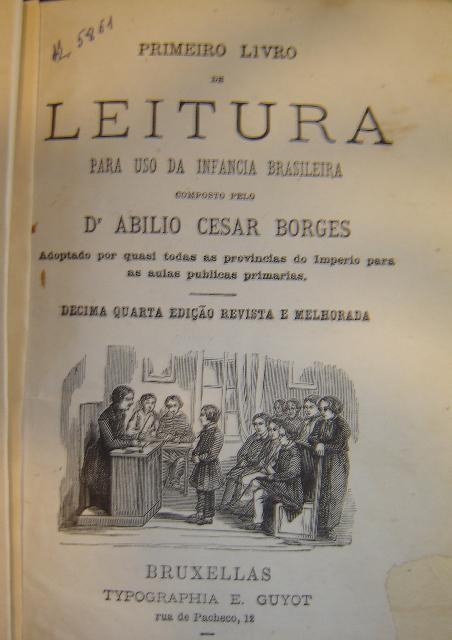 5861
PRIMEIRO LIVRO
DE
LEITURA
PARA USO DA INFANCIA BRASILEIRA
COMPOSTO PELO
Dr ABILIO CESAR BORGES
Adoptado por quasi todas as provincias do Imperio para
as aulas publicas primarias.
DECIMA QUARTA EDIÇÃO REVISTA E MELHORADA
BRUXELLAS
TYPOGRAPHIA E. GUYOT
rua de Pacheco, 12